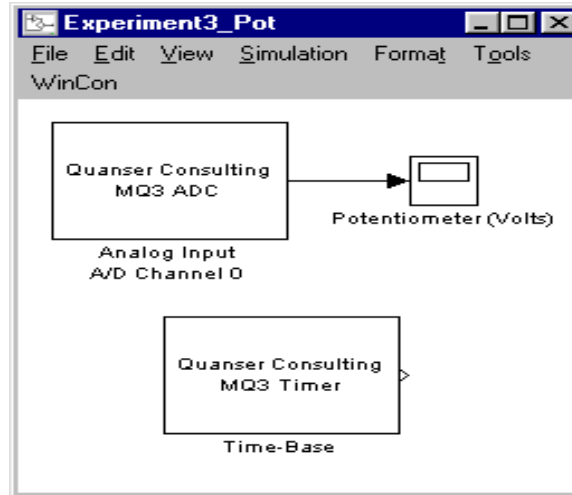 Experiment3_Pot
File Edit View Simulation Format Tools
WinCon
Quanser Consulting
MQ3 ADC
Potentiometer (Volts)
Analog Input
A/D Channel 0
Quanser Consulting
MQ3 Timer
Time-Base